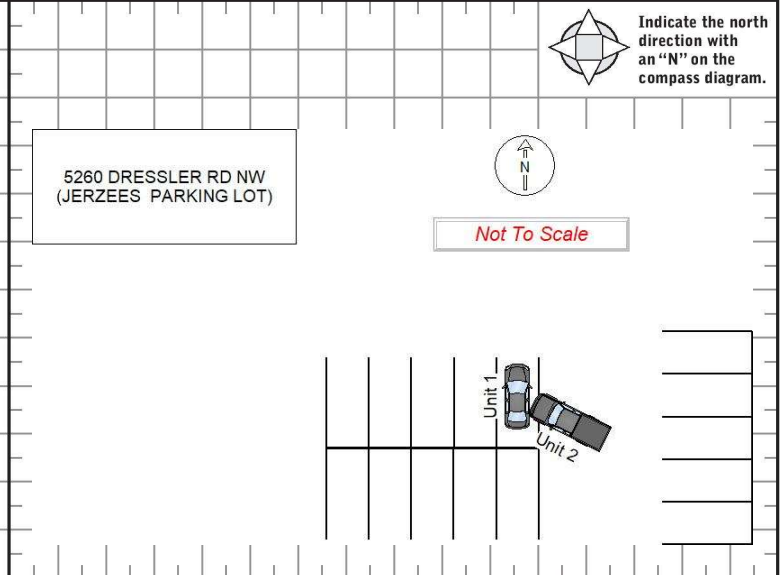 Indicate the north
direction with
an "N" on the
compass diagram.
5260 DRESSLER RD NW
(JERZEES PARKING LOT)
N
Not To Scale
Unit 1
Unit 2